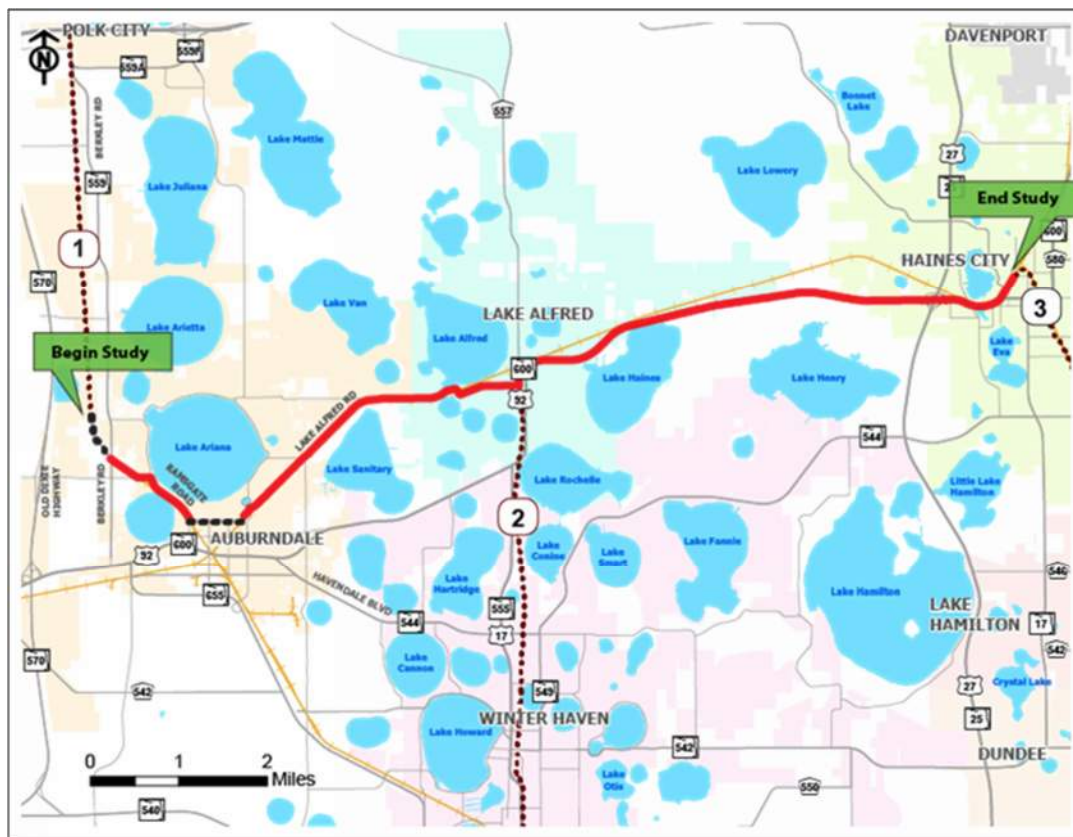 POLK CITY
DAVENPORT
N
559A
559
557
Bonnet
Lake
BERKLEY RD
Lake Mattie
Lake Juliana
Lake Lowery
27
559
1
End Study
600
580
HAINES CITY
570
Lake Van
Lake Arietta
LAKE ALFRED
Lake Alfred
3
Begin Study
600
Lake Haines
Lake
Eva
92
Lake Henry
LAKE ALFRED RD
Lake Ariana
544
OLD DIXIE
HIGHWAY
BERKLEY RD
RAMSGATE
ROAD
Lake Sanitary
Lake Rochelle
Little Lake
Hamilton
2
92
600
AUBURNDALE
Lake
Conine
Lake
Smart
Lake Fannie
Lake
Hartridge
546
655
HAVENDALE BLVD
Lake Hamilton
LAKE
HAMILTON
544
555
17
17
570
Lake
Cannon
542
542
27
Crystal Lake
549
WINTER HAVEN
Lake Howard
25
542
DUNDEE
0 1 2
Miles
Lake
Otis
550
540